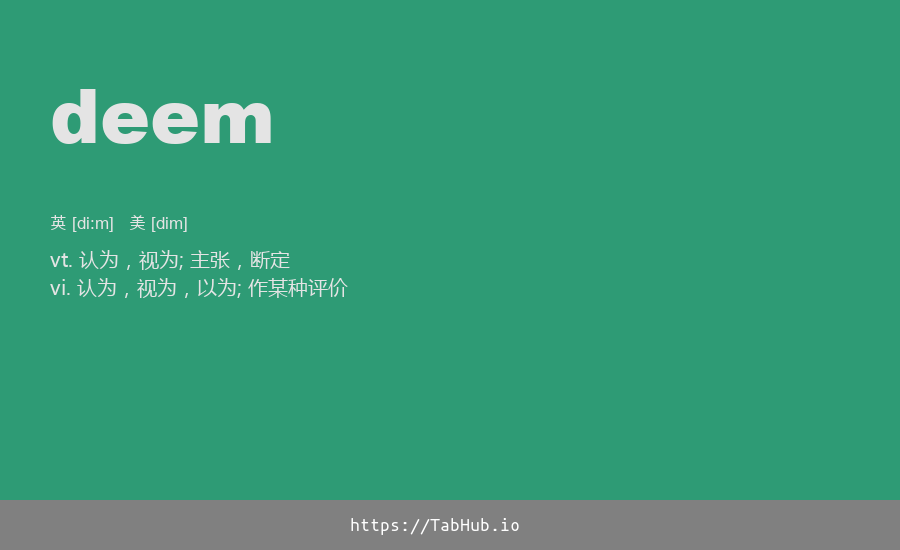 deem
英 [di:m] 美 [dim]
vt. 认为，视为; 主张，断定
vi. 认为，视为，以为; 作某种评价
https://TabHub.io